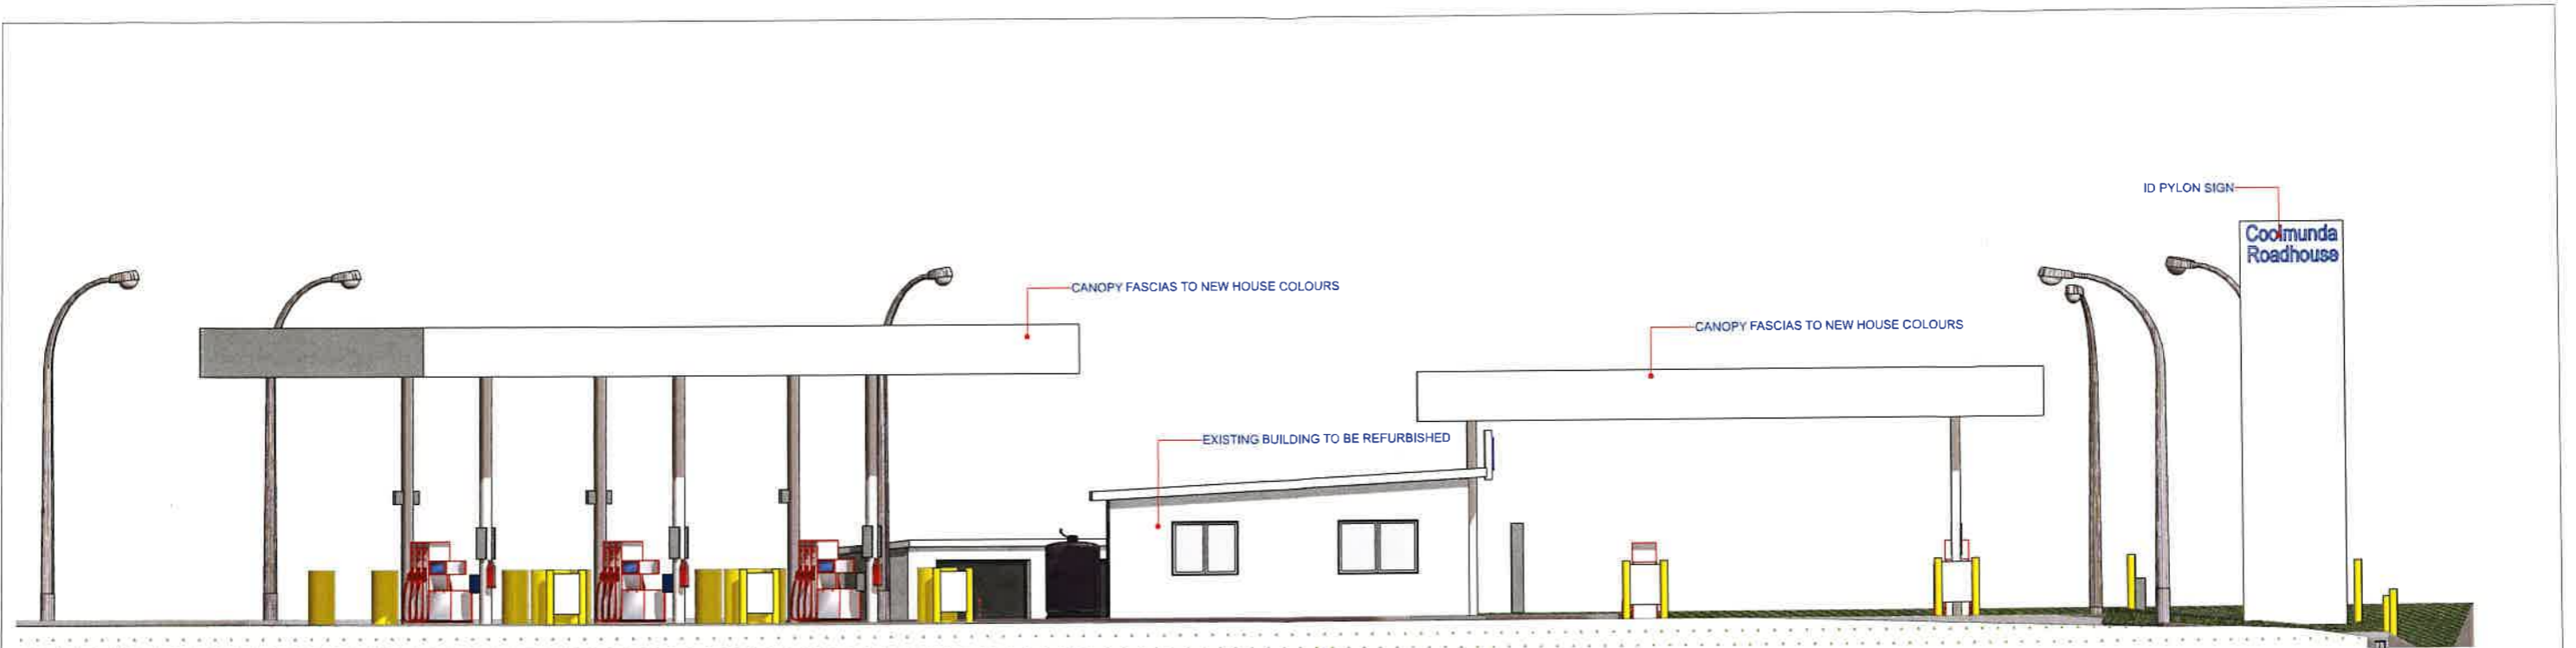 ID PYLON SIGN
Coolmunda
Roadhouse
CANOPY FASCIAS TO NEW HOUSE COLOURS
CANOPY FASCIAS TO NEW HOUSE COLOURS
EXISTING BUILDING TO BE REFURBISHED